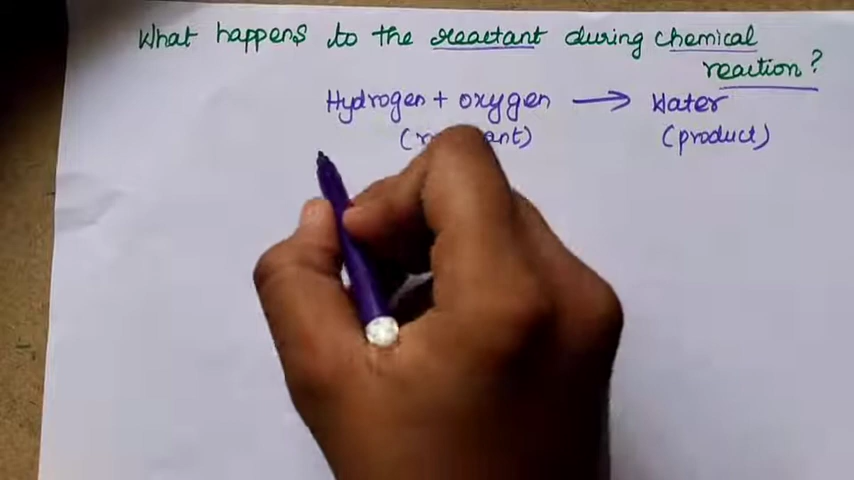 What happens to the reactant during chemical
reaction?
Hydrogen + oxygen → Water
(product)